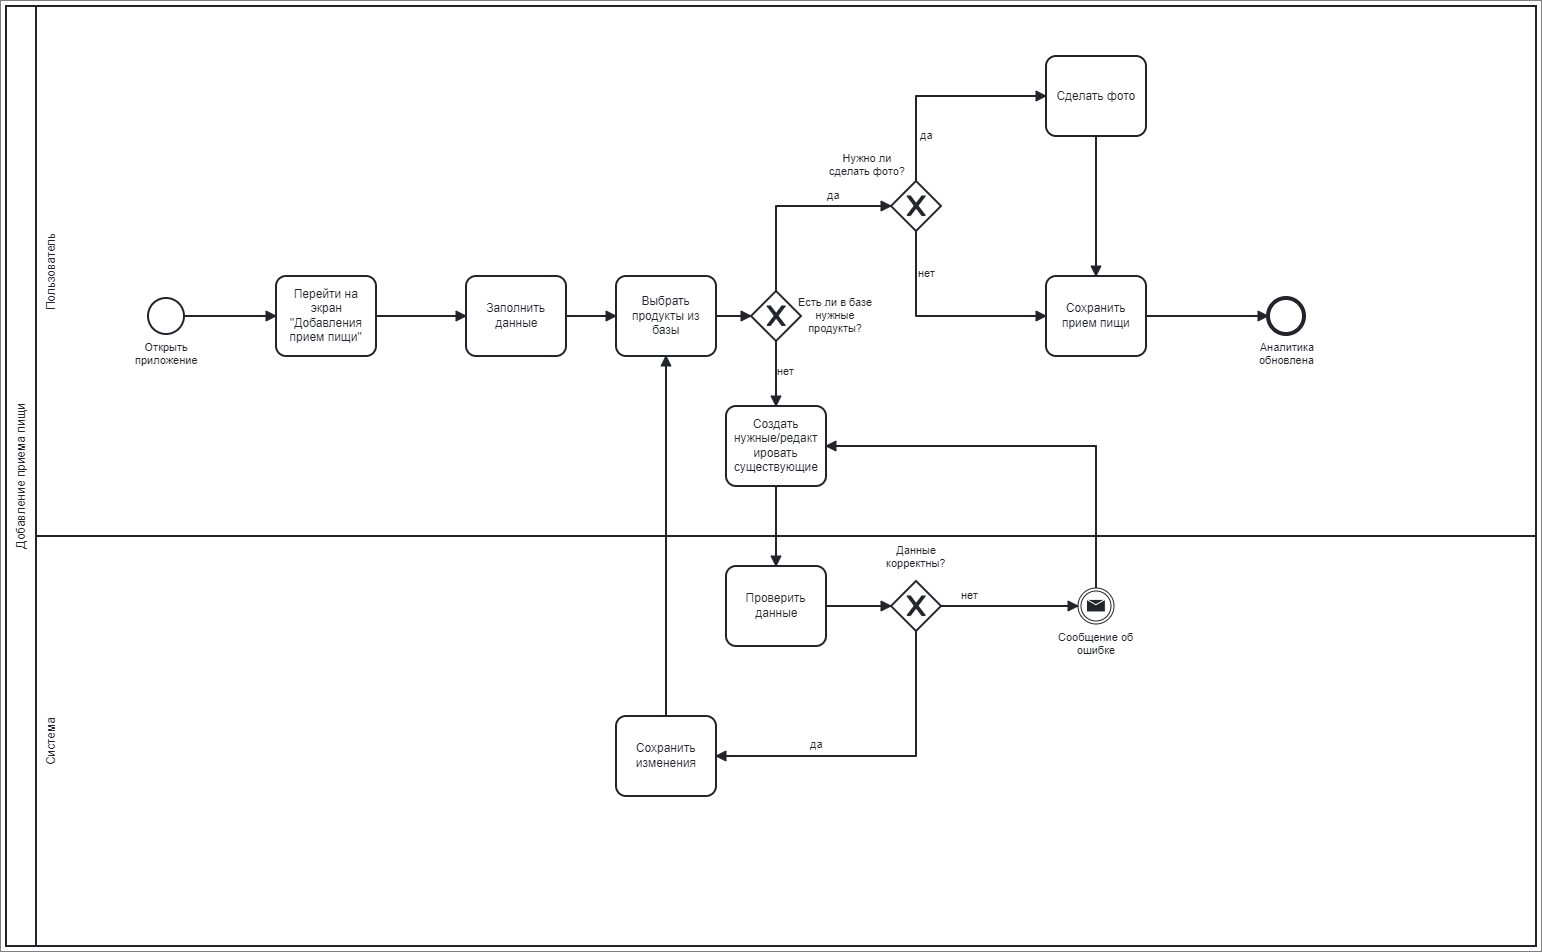 Добавление приема пищи
Пользователь
Открыть
приложение
Перейти на
экран
"Добавления
прием пищи"
Заполнить
данные
Выбрать
продукты из
базы
Есть ли в базе
нужные
продукты?
да
нет
Нужно ли
сделать фото?
да
нет
Сделать фото
Сохранить
прием пищи
Аналитика
обновлена
Создать
нужные/редакт
ировать
существующие
Система
Проверить
данные
Данные
корректны?
нет
Сообщение об
ошибке
да
Сохранить
изменения